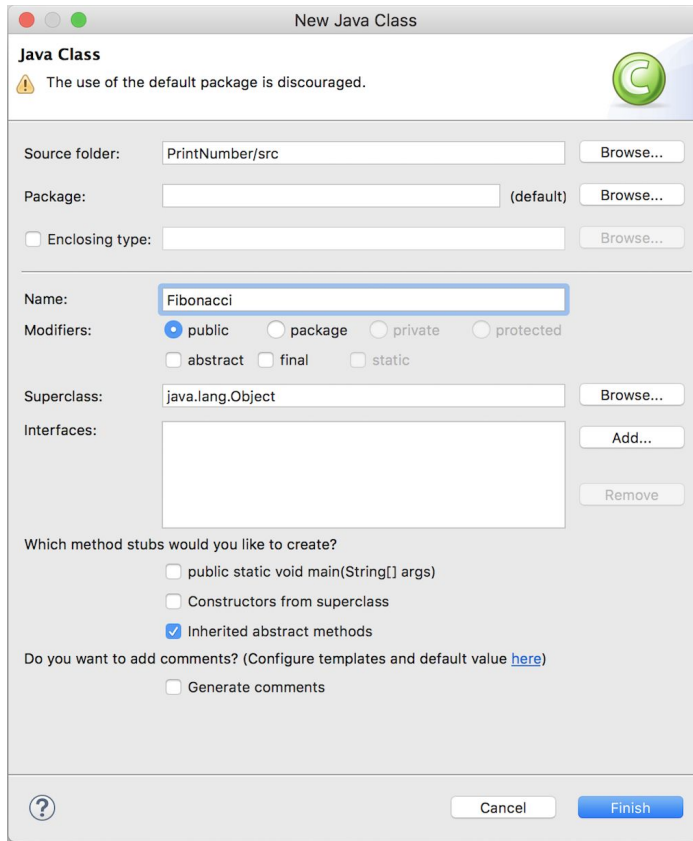 New Java Class
Java Class
The use of the default package is discouraged.
C
Source folder: PrintNumber/src Browse...
Package: (default) Browse...
Enclosing type: Browse...
Name: Fibonacci
Modifiers: public package private protected
abstract final static
Superclass: java.lang.Object Browse...
Interfaces: Add...
Remove
Which method stubs would you like to create?
public static void main(String[] args)
Constructors from superclass
Inherited abstract methods
Do you want to add comments? (Configure templates and default value here)
Generate comments
? Cancel Finish